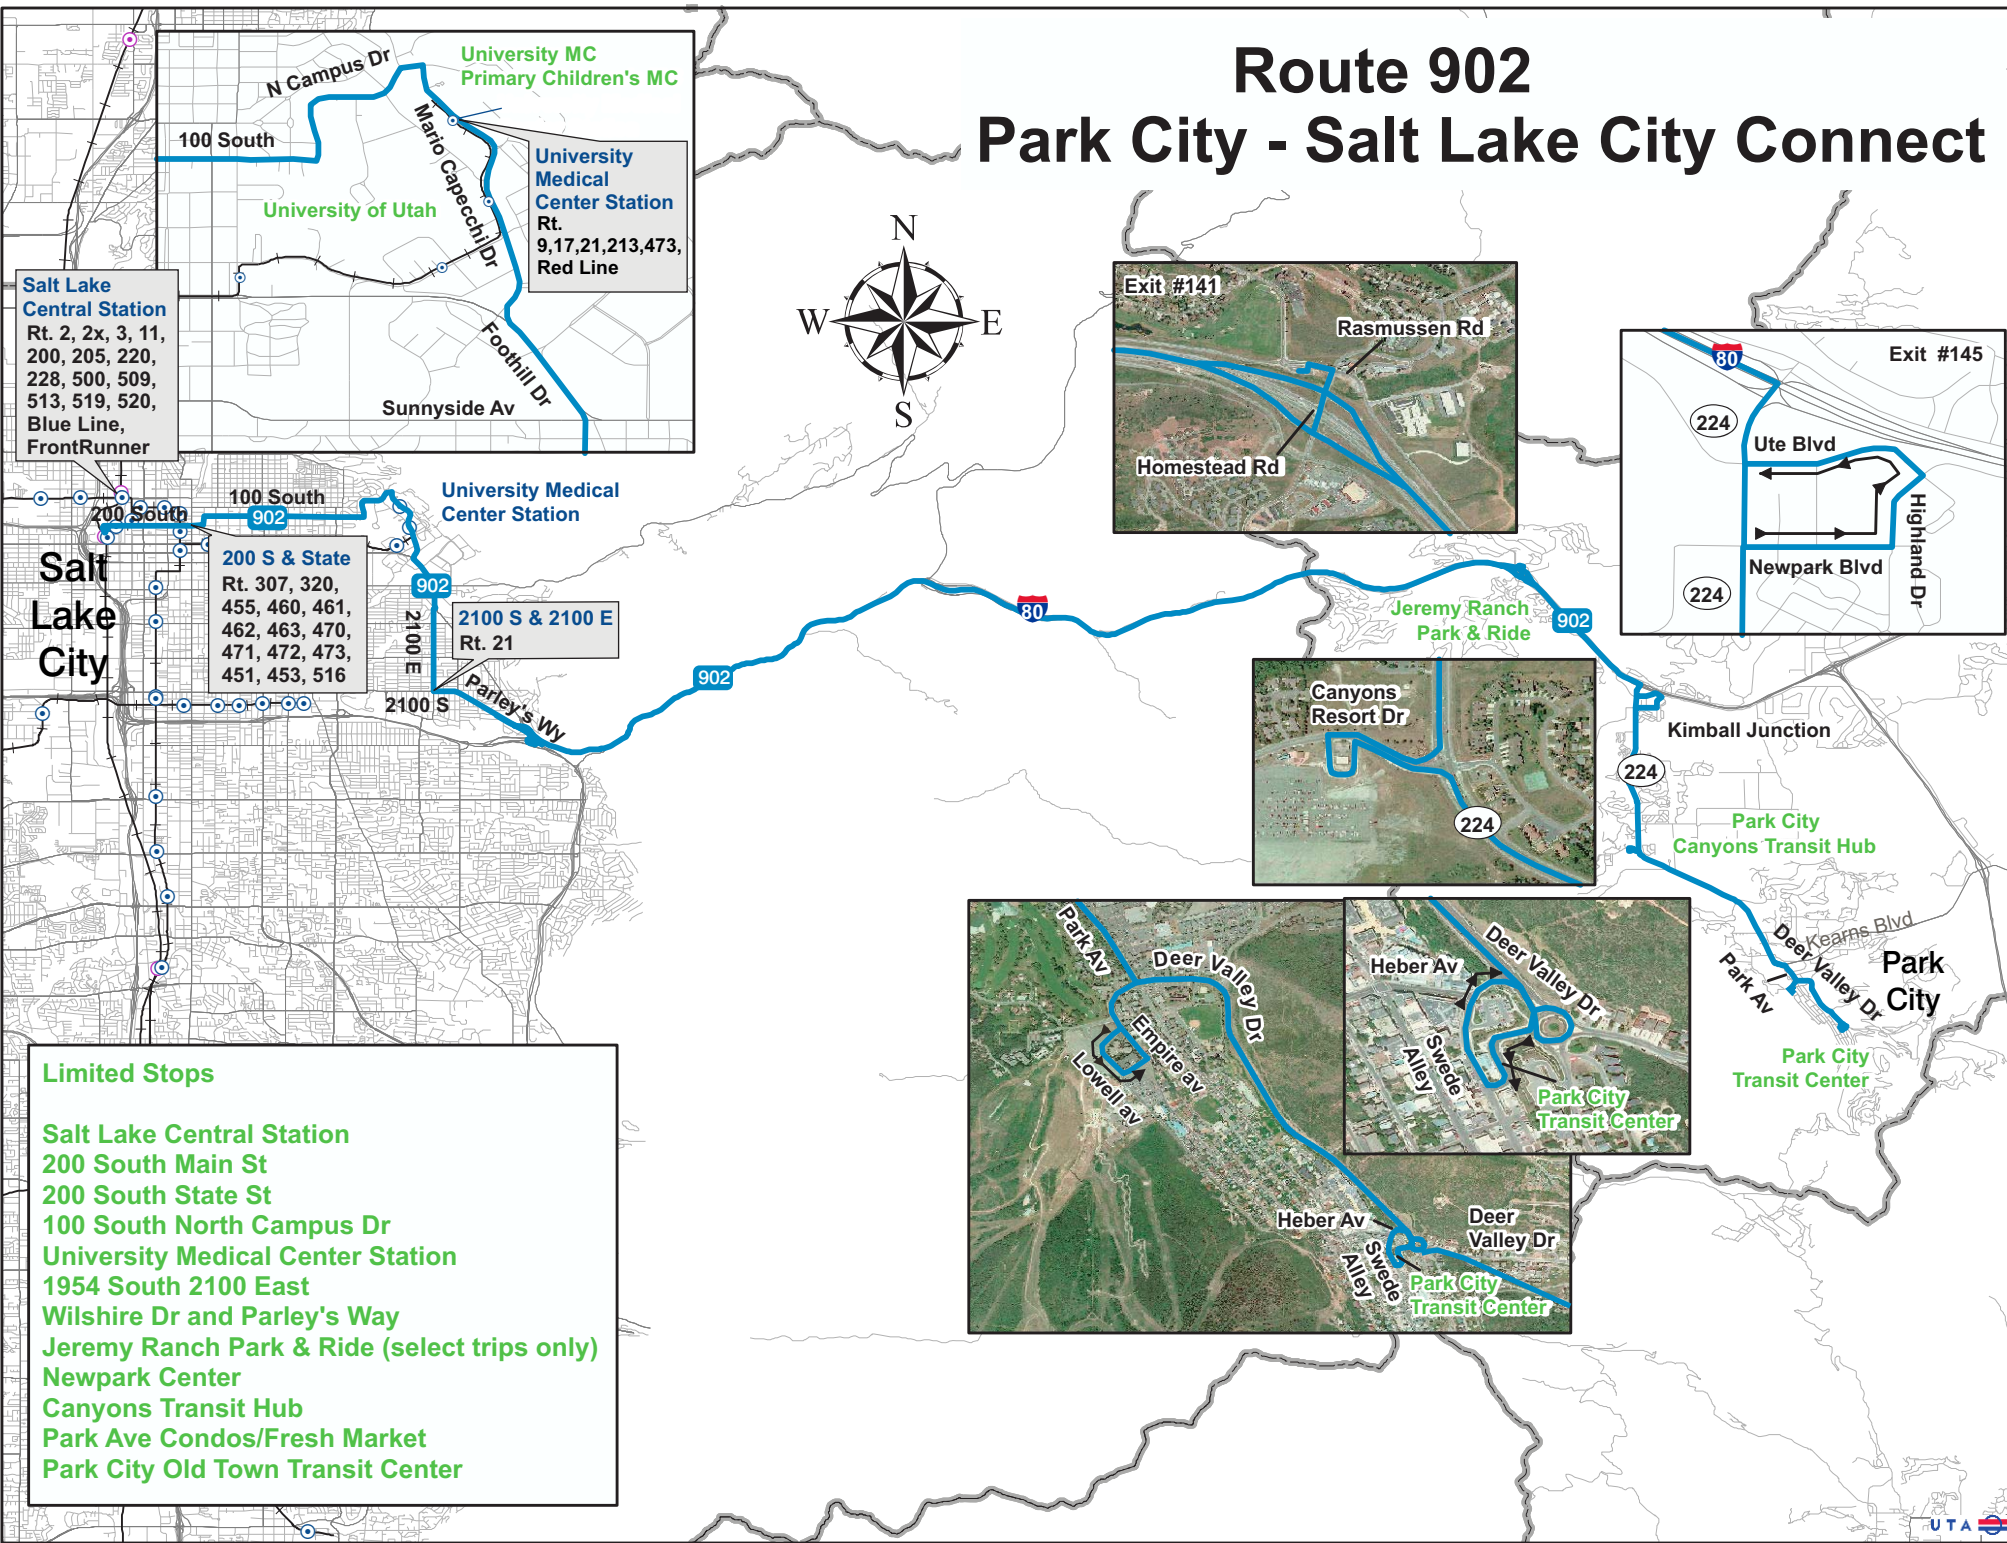 Route 902
Park City - Salt Lake City Connect
N Campus Dr
University MC
Primary Children's MC
100 South
Mario Capecchi Dr
University
Medical
Center Station
Rt.
9,17,21,213,473,
Red Line
University of Utah
Foothill Dr
Sunnyside Av
Salt Lake
Central Station
Rt. 2, 2x, 3, 11,
200, 205, 220,
228, 500, 509,
513, 519, 520,
Blue Line,
FrontRunner
N
W
E
S
Exit #141
Rasmussen Rd
Homestead Rd
80
Exit #145
224
Ute Blvd
Highland Dr
Newpark Blvd
224
100 South
200 South
902
University Medical
Center Station
Salt
Lake
City
200 S & State
Rt. 307, 320,
455, 460, 461,
462, 463, 470,
471, 472, 473,
451, 453, 516
902
2100 E
2100 S & 2100 E
Rt. 21
2100 S
Parley's Wy
902
80
Jeremy Ranch
Park & Ride
902
Canyons
Resort Dr
224
Kimball Junction
224
Park City
Canyons Transit Hub
Kearns Blvd
Deer Valley Dr
Park Av
Park
City
Park City
Transit Center
Park Av
Deer Valley Dr
Empire av
Lowell av
Heber Av
Swede
Alley
Deer
Valley Dr
Park City
Transit Center
Heber Av
Deer Valley Dr
Swede
Alley
Park City
Transit Center
Limited Stops
Salt Lake Central Station
200 South Main St
200 South State St
100 South North Campus Dr
University Medical Center Station
1954 South 2100 East
Wilshire Dr and Parley's Way
Jeremy Ranch Park & Ride (select trips only)
Newpark Center
Canyons Transit Hub
Park Ave Condos/Fresh Market
Park City Old Town Transit Center
UTA